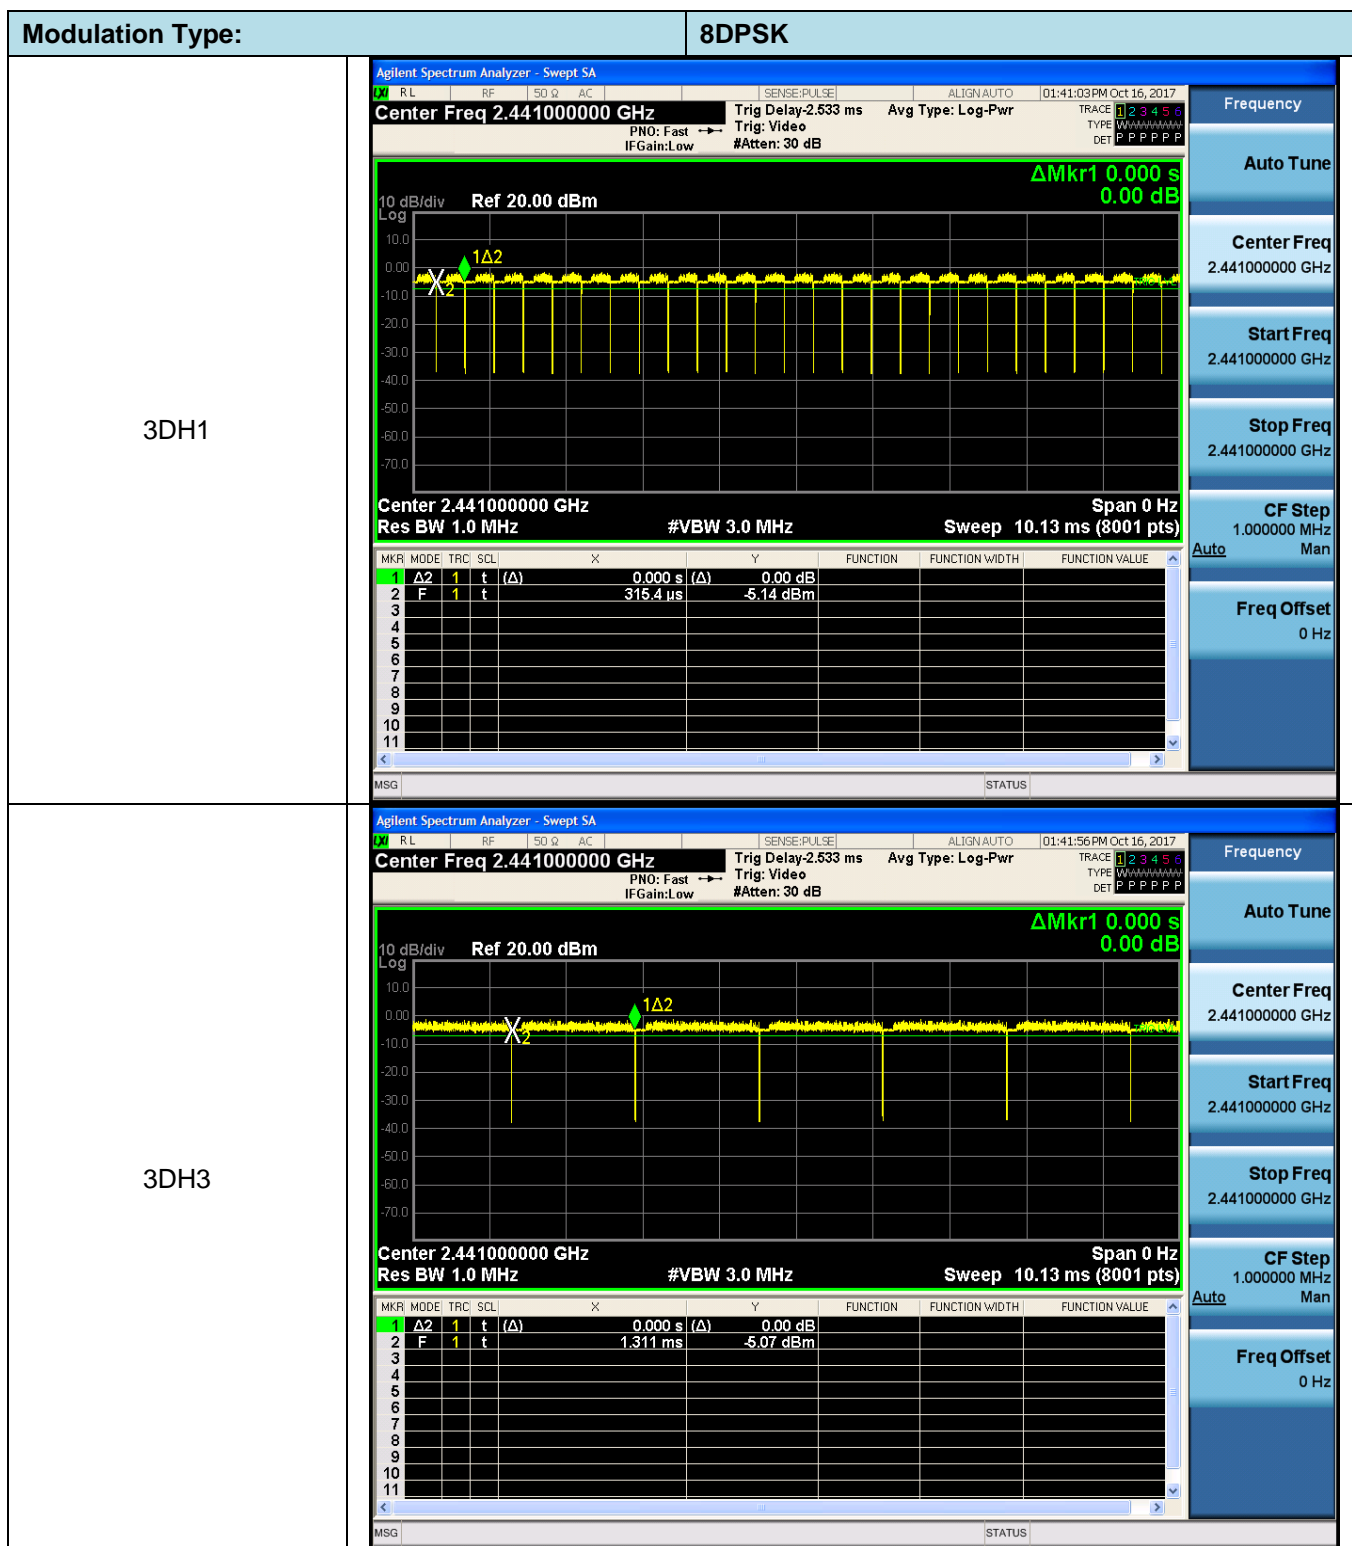 Modulation Type: 8DPSK
3DH1
Agilent Spectrum Analyzer - Swept SA
LXI RL RF 50 Ω AC SENSE:PULSE ALIGN AUTO 01:41:03 PM Oct 16, 2017
Center Freq 2.441000000 GHz
PNO: Fast
IFGain:Low
Trig Delay-2.533 ms
Trig: Video
#Atten: 30 dB
Avg Type: Log-Pwr
TRACE 1 2 3 4 5 6
TYPE WWWWWW
DET P P P P P P
ΔMkr1 0.000 s
0.00 dB
10 dB/div Ref 20.00 dBm
Log
10.0
0.00
-10.0
-20.0
-30.0
-40.0
-50.0
-60.0
-70.0
1Δ2
2
Center 2.441000000 GHz Span 0 Hz
Res BW 1.0 MHz #VBW 3.0 MHz Sweep 10.13 ms (8001 pts)
MKR MODE TRC SCL X Y FUNCTION FUNCTION WIDTH FUNCTION VALUE
1 Δ2 1 t (Δ) 0.000 s (Δ) 0.00 dB
2 F 1 t 315.4 µs -5.14 dBm
3
4
5
6
7
8
9
10
11
MSG STATUS
Frequency
Auto Tune
Center Freq
2.441000000 GHz
Start Freq
2.441000000 GHz
Stop Freq
2.441000000 GHz
CF Step
1.000000 MHz
Auto Man
Freq Offset
0 Hz
3DH3
Agilent Spectrum Analyzer - Swept SA
LXI RL RF 50 Ω AC SENSE:PULSE ALIGN AUTO 01:41:56 PM Oct 16, 2017
Center Freq 2.441000000 GHz
PNO: Fast
IFGain:Low
Trig Delay-2.533 ms
Trig: Video
#Atten: 30 dB
Avg Type: Log-Pwr
TRACE 1 2 3 4 5 6
TYPE WWWWWW
DET P P P P P P
ΔMkr1 0.000 s
0.00 dB
10 dB/div Ref 20.00 dBm
Log
10.0
0.00
-10.0
-20.0
-30.0
-40.0
-50.0
-60.0
-70.0
1Δ2
2
Center 2.441000000 GHz Span 0 Hz
Res BW 1.0 MHz #VBW 3.0 MHz Sweep 10.13 ms (8001 pts)
MKR MODE TRC SCL X Y FUNCTION FUNCTION WIDTH FUNCTION VALUE
1 Δ2 1 t (Δ) 0.000 s (Δ) 0.00 dB
2 F 1 t 1.311 ms -5.07 dBm
3
4
5
6
7
8
9
10
11
MSG STATUS
Frequency
Auto Tune
Center Freq
2.441000000 GHz
Start Freq
2.441000000 GHz
Stop Freq
2.441000000 GHz
CF Step
1.000000 MHz
Auto Man
Freq Offset
0 Hz